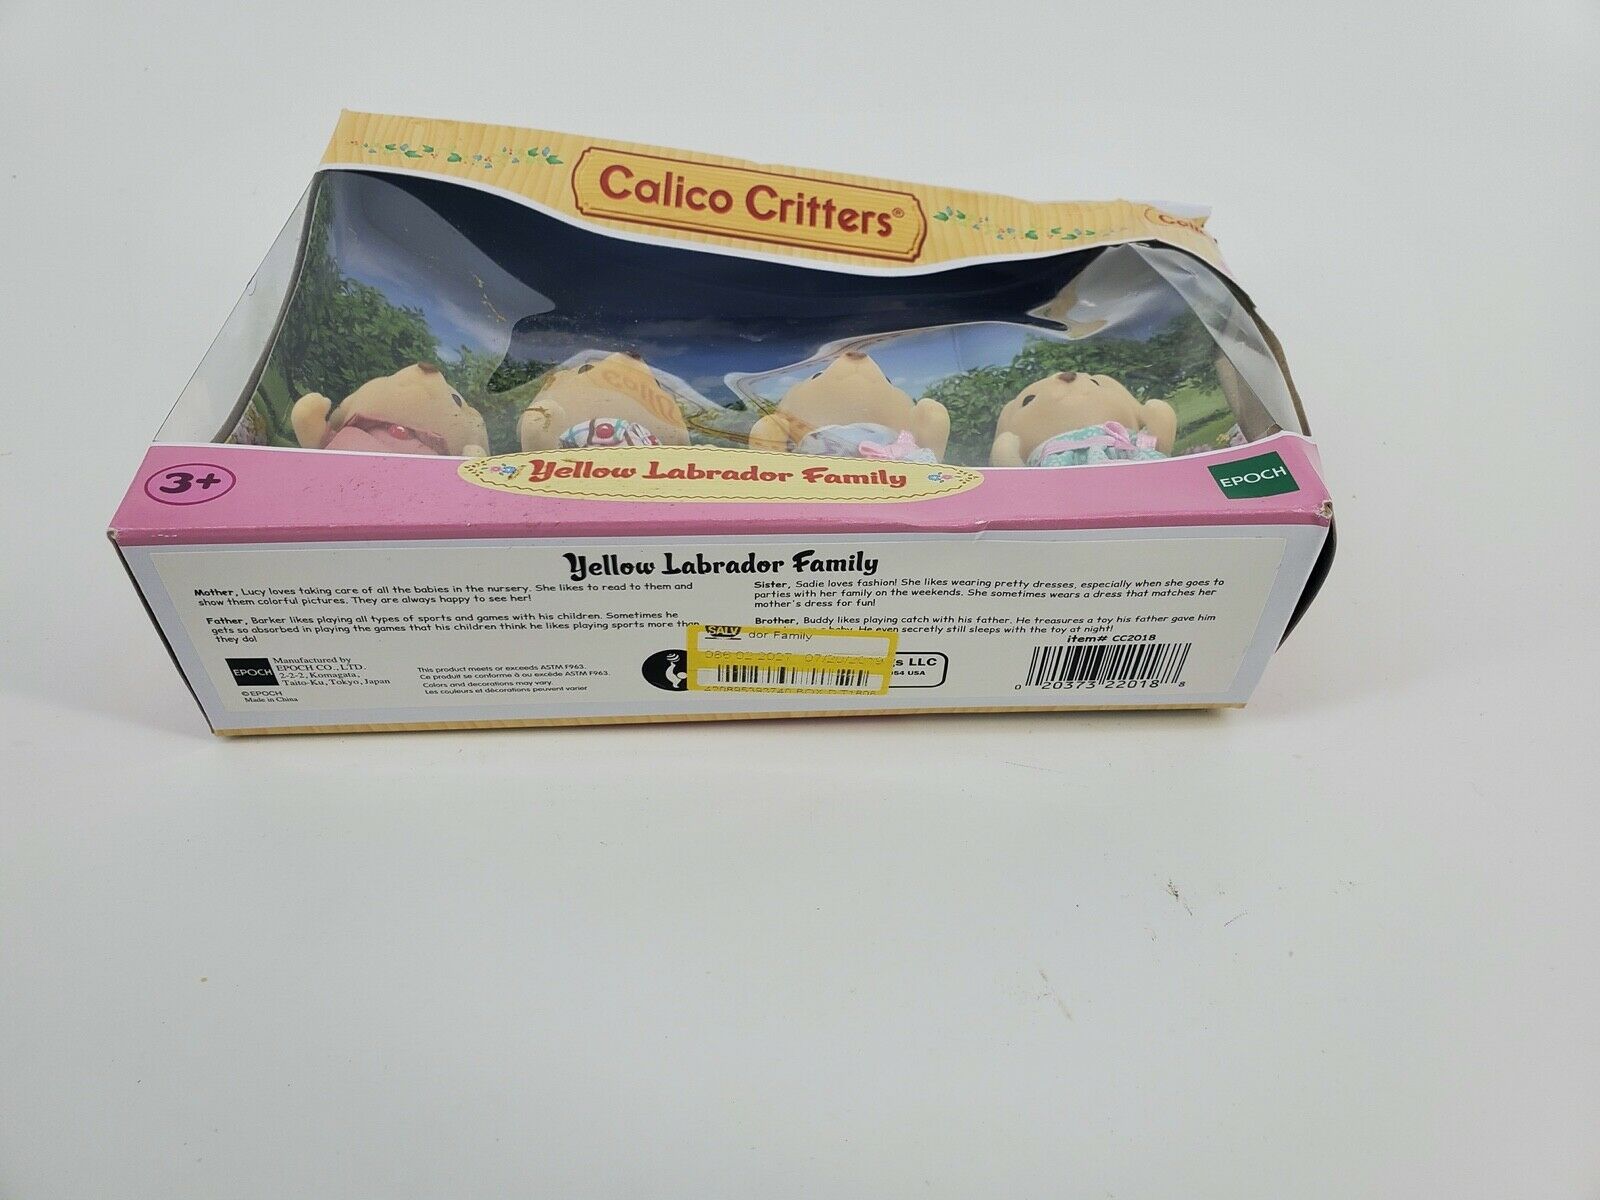 Calico Critters®
3+
Yellow Labrador Family
EPOCH
Yellow Labrador Family
Mother, Lucy loves taking care of all the babies in the nursery. She likes to read to them and
show them colorful pictures. They are always happy to see her!
Father, Barker likes playing all types of sports and games with his children. Sometimes he
gets so absorbed in playing the games that his children think he likes playing sports more than
they do!
Sister, Sadie loves fashion! She likes wearing pretty dresses, especially when she goes to
parties with her family on the weekends. She sometimes wears a dress that matches her
mother's dress for fun!
Brother, Buddy likes playing catch with his father. He treasures a toy his father gave him
baby. He even secretly still sleeps with the toy at night!
item# CC2018
EPOCH
Manufactured by
EPOCH CO., LTD.
2-2-2, Komagata,
Taito-Ku, Tokyo, Japan
©EPOCH
Made in China
This product meets or exceeds ASTM F963.
Ce produit se conforme à ou excède ASTM F963.
Colors and decorations may vary.
Les couleurs et décorations peuvent varier
SALV
dor Family
086 02 2027 07/20/2019
LLC
USA
0 20373 22018 8